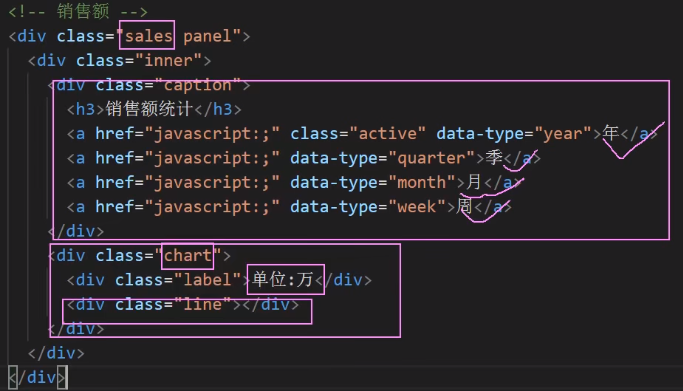 <!-- 销售额 -->
<div class="sales panel">
<div class="inner">
<div class="caption">
<h3>销售额统计</h3>
<a href="javascript:;" class="active" data-type="year">年</a>
<a href="javascript:;" data-type="quarter">季</a>
<a href="javascript:;" data-type="month">月</a>
<a href="javascript:;" data-type="week">周</a>
</div>
<div class="chart">
<div class="label">单位:万</div>
<div class="line"></div>
</div>
</div>
</div>